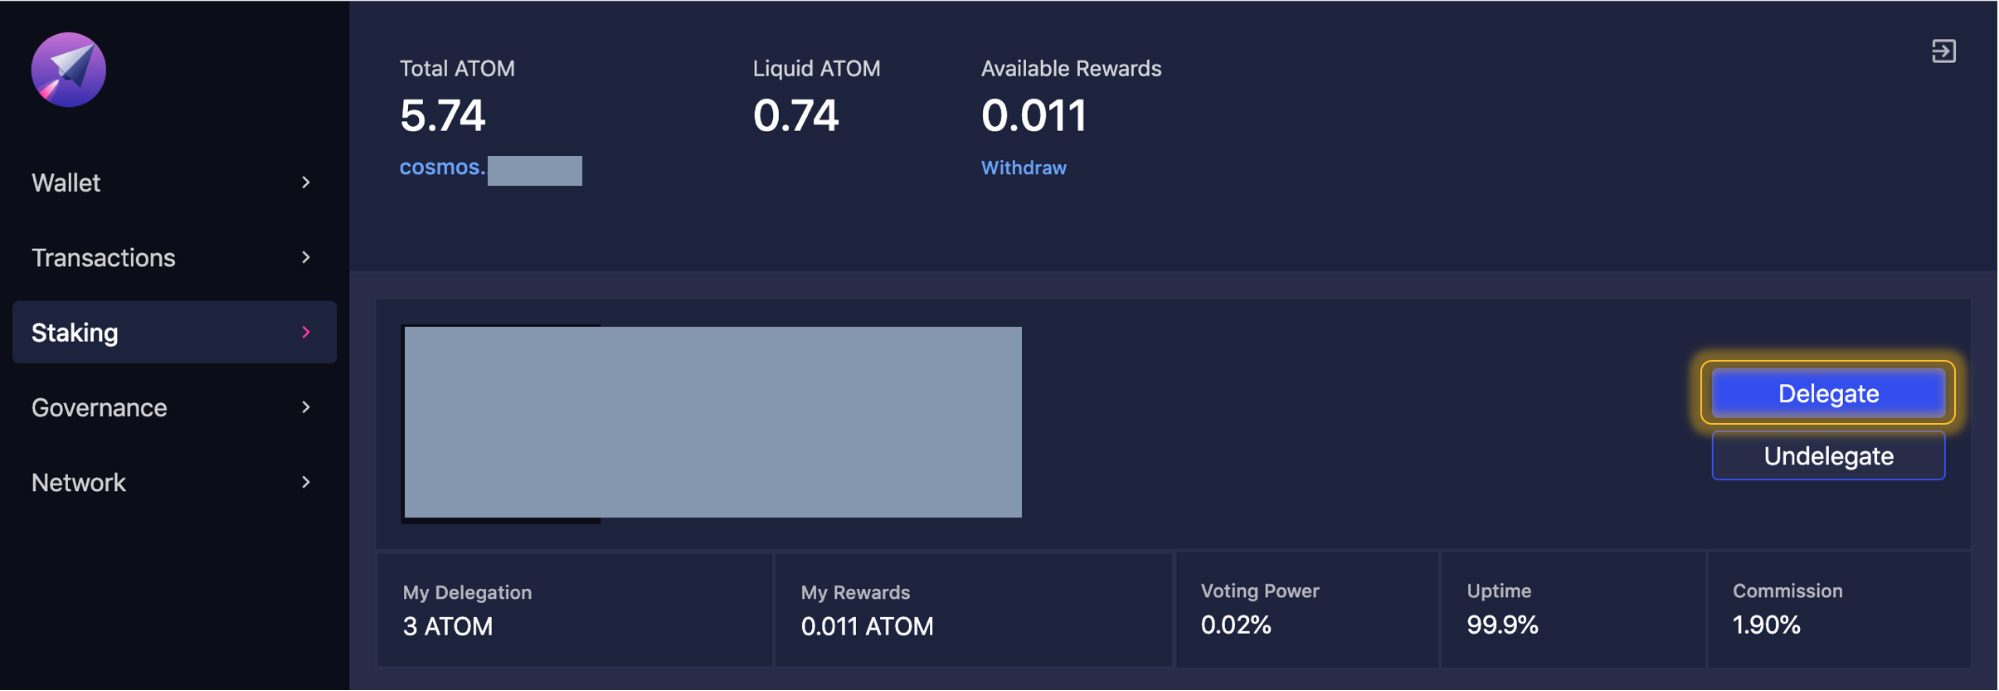 Total ATOM
5.74
cosmos.
Liquid ATOM
0.74
Available Rewards
0.011
Withdraw
Wallet
Transactions
Staking
Governance
Network
Delegate
Undelegate
My Delegation
3 ATOM
My Rewards
0.011 ATOM
Voting Power
0.02%
Uptime
99.9%
Commission
1.90%